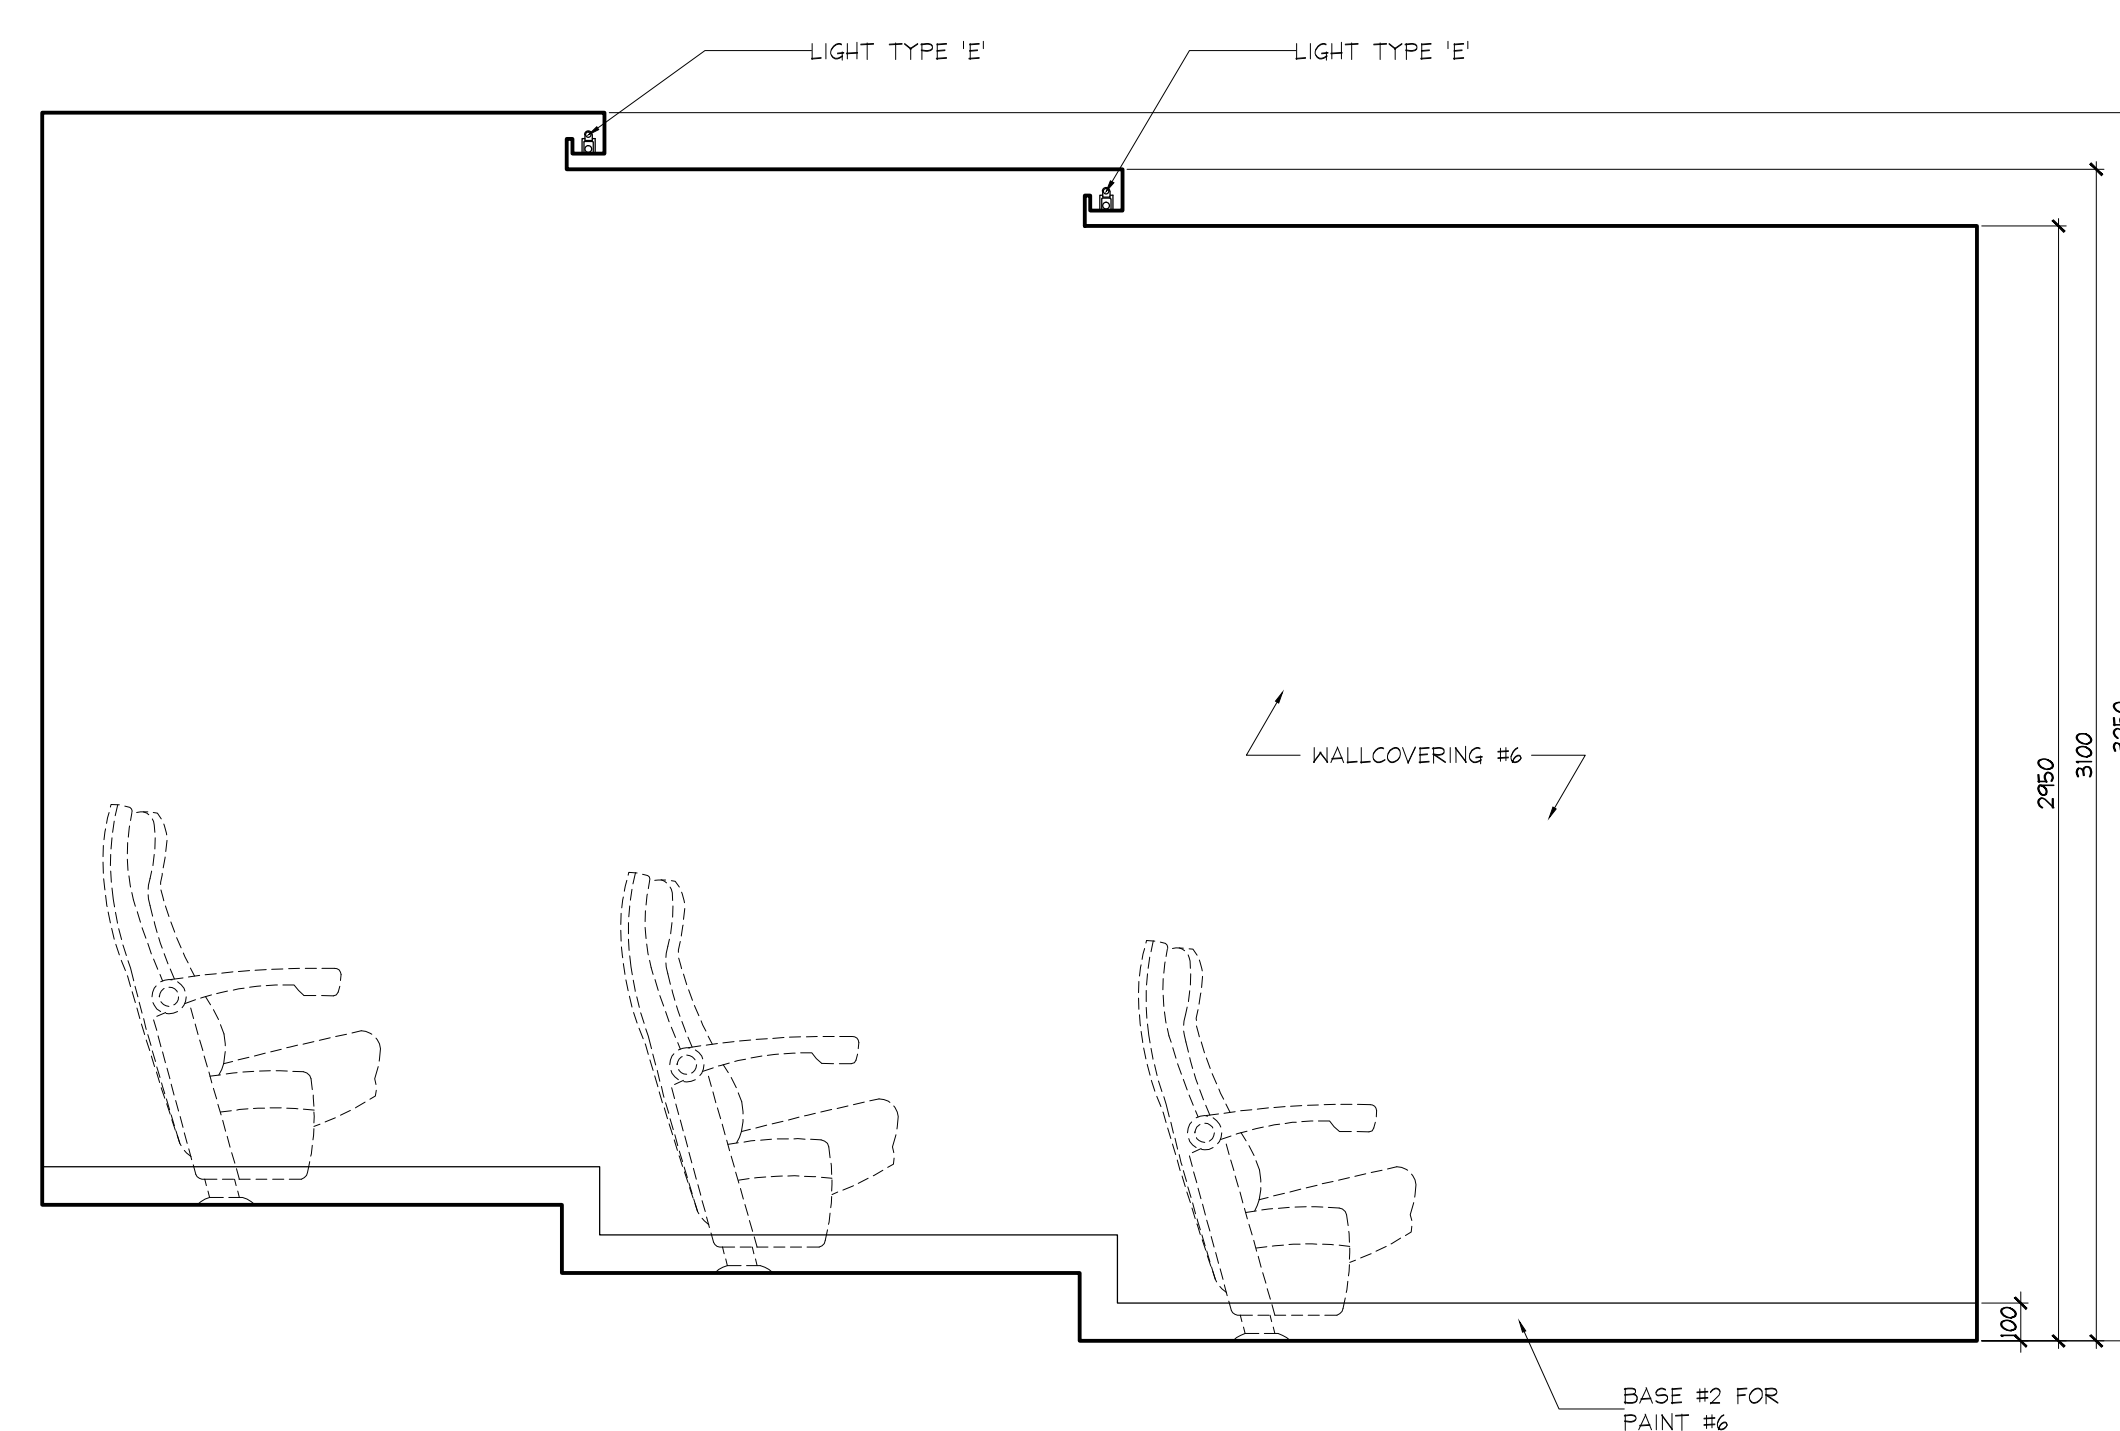 LIGHT TYPE 'E'
LIGHT TYPE 'E'
WALLCOVERING #6
2950
3100
100
BASE #2 FOR
PAINT #6